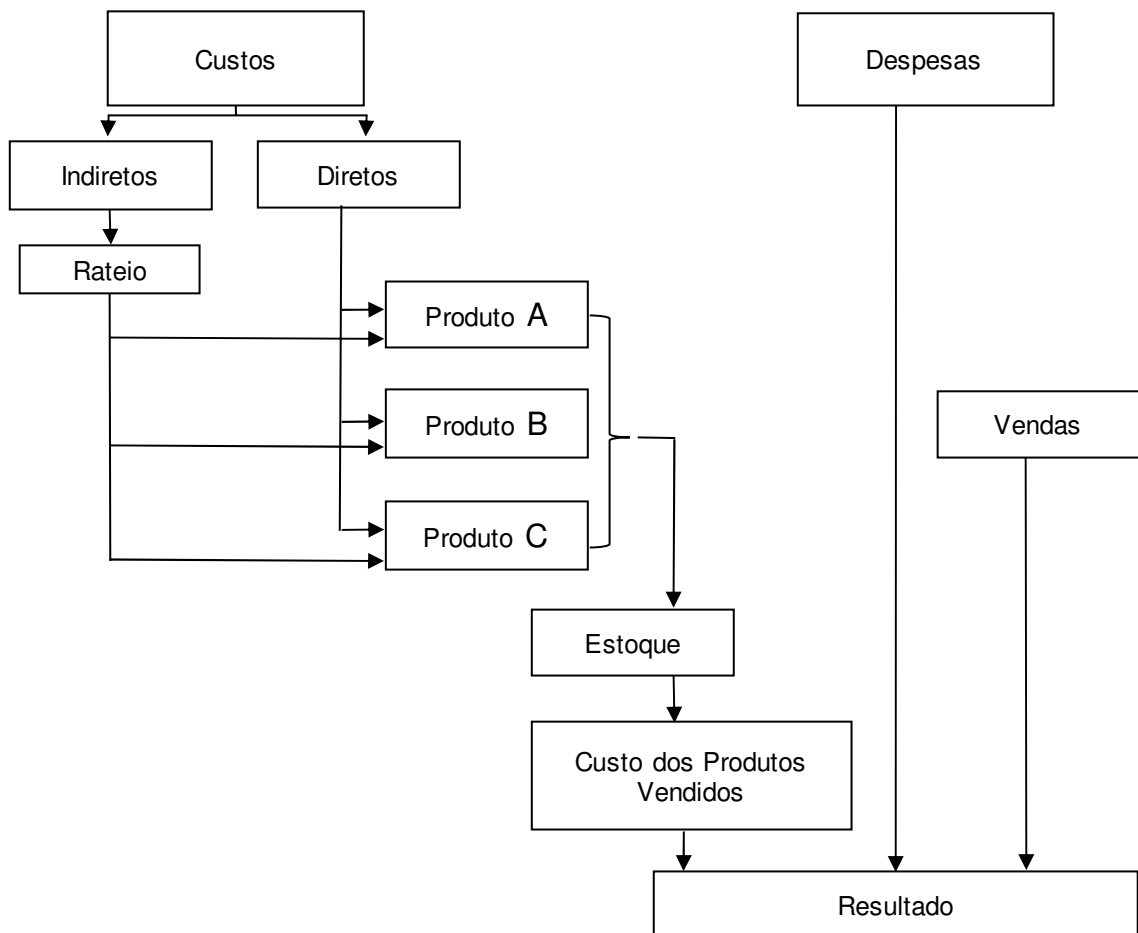 Custos
Despesas
Indiretos
Diretos
Rateio
Produto A
Produto B
Vendas
Produto C
Estoque
Custo dos Produtos
Vendidos
Resultado